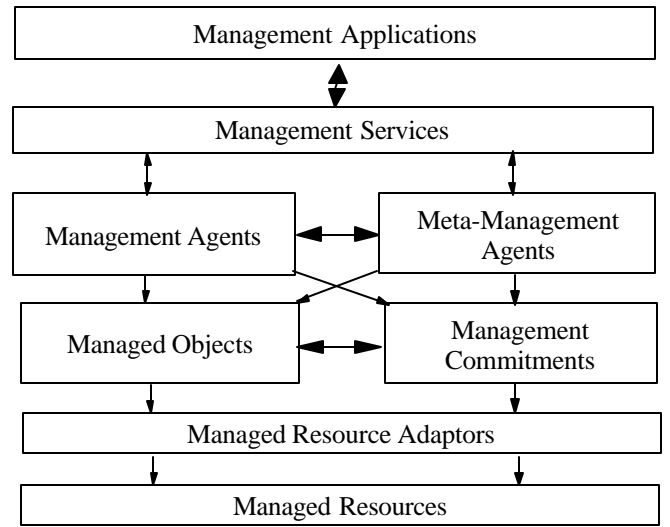 Management Applications
Management Services
Management Agents
Meta-Management
Agents
Managed Objects
Management
Commitments
Managed Resource Adaptors
Managed Resources